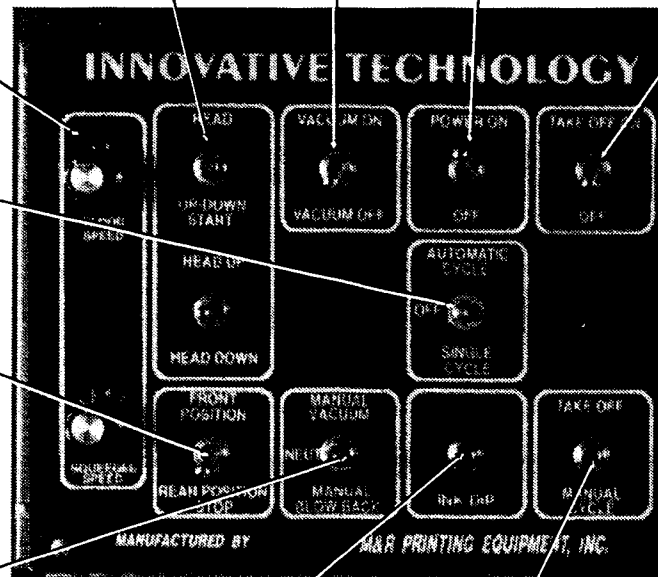 INNOVATIVE TECHNOLOGY
HEAD
UP-DOWN
START
HEAD UP
HEAD DOWN
VACUUM ON
VACUUM OFF
POWER ON
OFF
TAKE OFF ON
OFF
FLOOD
SPEED
AUTOMATIC
CYCLE
OFF
SINGLE
CYCLE
SQUEEGEE
SPEED
FRONT
POSITION
REAR POSITION
STOP
MANUAL
VACUUM
MANUAL
BLOW BACK
INK DIP
TAKE OFF
MANUAL
CYCLE
MANUFACTURED BY
M&R PRINTING EQUIPMENT, INC.